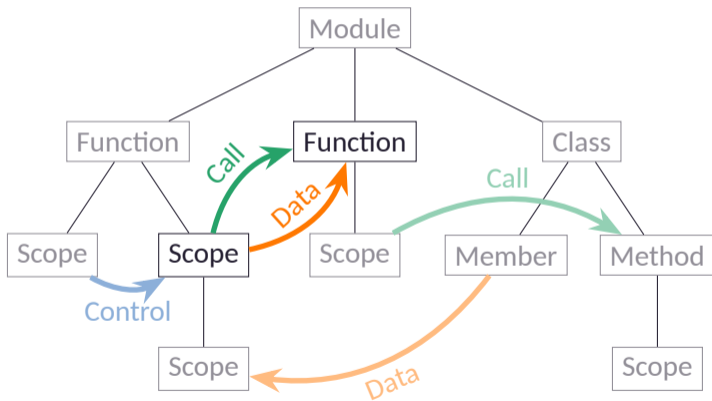 Module
Function
Function
Class
Call
Data
Call
Scope
Scope
Scope
Member
Method
Control
Scope
Data
Scope